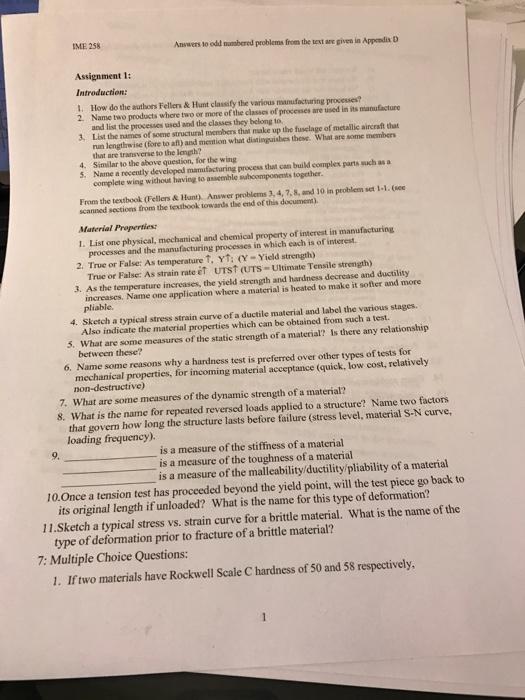 IME 258 Answers to odd numbered problems from the text are given in Appendix D
Assignment 1:
Introduction:
1. How do the authors Fellers & Hunt classify the various manufacturing processes?
2. Name two products where two or more of the classes of processes are used in its manufacture
and list the processes used and the classes they belong to.
3. List the names of some structural members that make up the fuselage of metallic aircraft that
run lengthwise (fore to aft) and mention what distinguishes these. What are some members
that are transverse to the length?
4. Similar to the above question, for the wing
5. Name a recently developed mamufacturing process that can build complex parts such as a
complete wing without having to assemble subcomponents together.
From the textbook (Fellers & Hunt). Answer problems 3, 4, 7, 8, and 10 in problem set 1-1. (see
scanned sections from the textbook towards the end of this document).
Material Properties:
1. List one physical, mechanical and chemical property of interest in manufacturing
processes and the manufacturing processes in which each is of interest.
2. True or False: As temperature ↑, Y↑; (Y = Yield strength)
True or False: As strain rate ė↑ UTS↑ (UTS = Ultimate Tensile strength)
3. As the temperature increases, the yield strength and hardness decrease and ductility
increases. Name one application where a material is heated to make it softer and more
pliable.
4. Sketch a typical stress strain curve of a ductile material and label the various stages.
Also indicate the material properties which can be obtained from such a test.
5. What are some measures of the static strength of a material? Is there any relationship
between these?
6. Name some reasons why a hardness test is preferred over other types of tests for
mechanical properties, for incoming material acceptance (quick, low cost, relatively
non-destructive)
7. What are some measures of the dynamic strength of a material?
8. What is the name for repeated reversed loads applied to a structure? Name two factors
that govern how long the structure lasts before failure (stress level, material S-N curve,
loading frequency).
9. ____________ is a measure of the stiffness of a material
____________ is a measure of the toughness of a material
____________ is a measure of the malleability/ductility/pliability of a material
10.Once a tension test has proceeded beyond the yield point, will the test piece go back to
its original length if unloaded? What is the name for this type of deformation?
11.Sketch a typical stress vs. strain curve for a brittle material. What is the name of the
type of deformation prior to fracture of a brittle material?
7: Multiple Choice Questions:
1. If two materials have Rockwell Scale C hardness of 50 and 58 respectively,
1